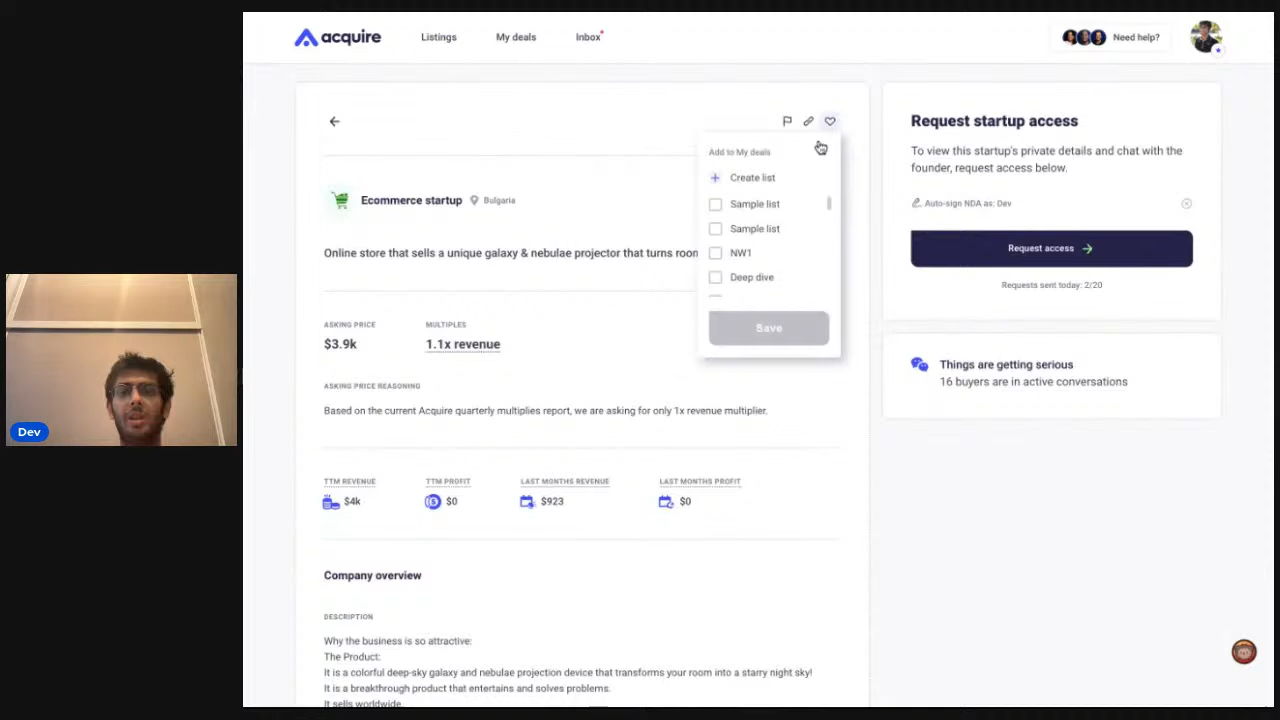 acquire
Listings
My deals
Inbox
Need help?
Add to My deals
Create list
Sample list
Sample list
NW1
Deep dive
Save
Ecommerce startup
Bulgaria
Online store that sells a unique galaxy & nebulae projector that turns room
ASKING PRICE
MULTIPLES
$3.9k
1.1x revenue
ASKING PRICE REASONING
Based on the current Acquire quarterly multiplies report, we are asking for only 1x revenue multiplier.
TTM REVENUE
TTM PROFIT
LAST MONTHS REVENUE
LAST MONTHS PROFIT
$4k
$0
$923
$0
Company overview
DESCRIPTION
Why the business is so attractive:
The Product:
It is a colorful deep-sky galaxy and nebulae projection device that transforms your room into a starry night sky!
It is a breakthrough product that entertains and solves problems.
It sells worldwide.
Request startup access
To view this startup's private details and chat with the
founder, request access below.
Auto-sign NDA as: Dev
Request access
Requests sent today: 2/20
Things are getting serious
16 buyers are in active conversations
Dev